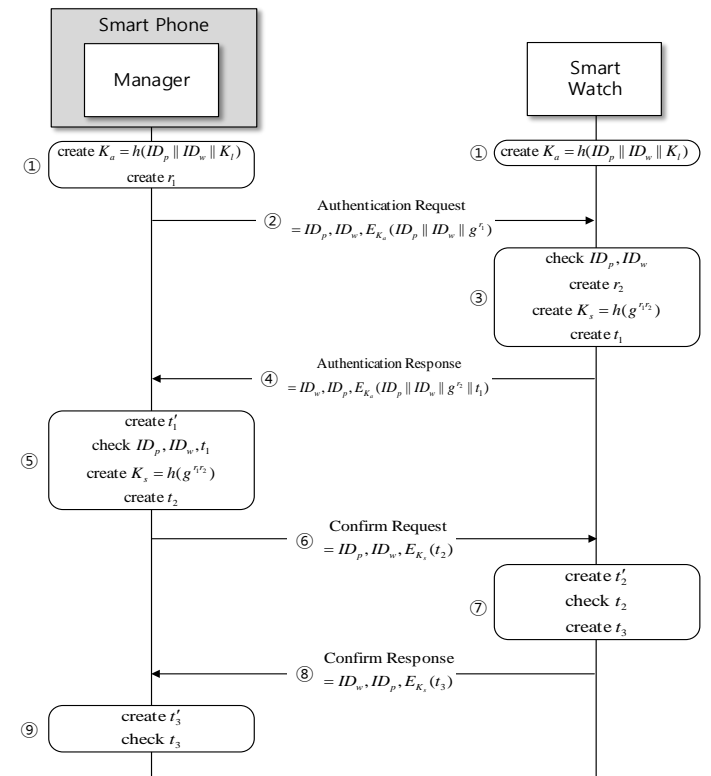 Smart Phone
Manager
Smart
Watch
① create K_a = h(ID_p || ID_w || K_l)
create r_1
① create K_a = h(ID_p || ID_w || K_l)
② Authentication Request
= ID_p, ID_w, E_{K_a}(ID_p || ID_w || g^{r_1})
③ check ID_p, ID_w
create r_2
create K_s = h(g^{r_1 r_2})
create t_1
④ Authentication Response
= ID_w, ID_p, E_{K_a}(ID_p || ID_w || g^{r_2} || t_1)
⑤ create t′_1
check ID_p, ID_w, t_1
create K_s = h(g^{r_1 r_2})
create t_2
⑥ Confirm Request
= ID_p, ID_w, E_{K_s}(t_2)
⑦ create t′_2
check t_2
create t_3
⑧ Confirm Response
= ID_w, ID_p, E_{K_s}(t_3)
⑨ create t′_3
check t_3